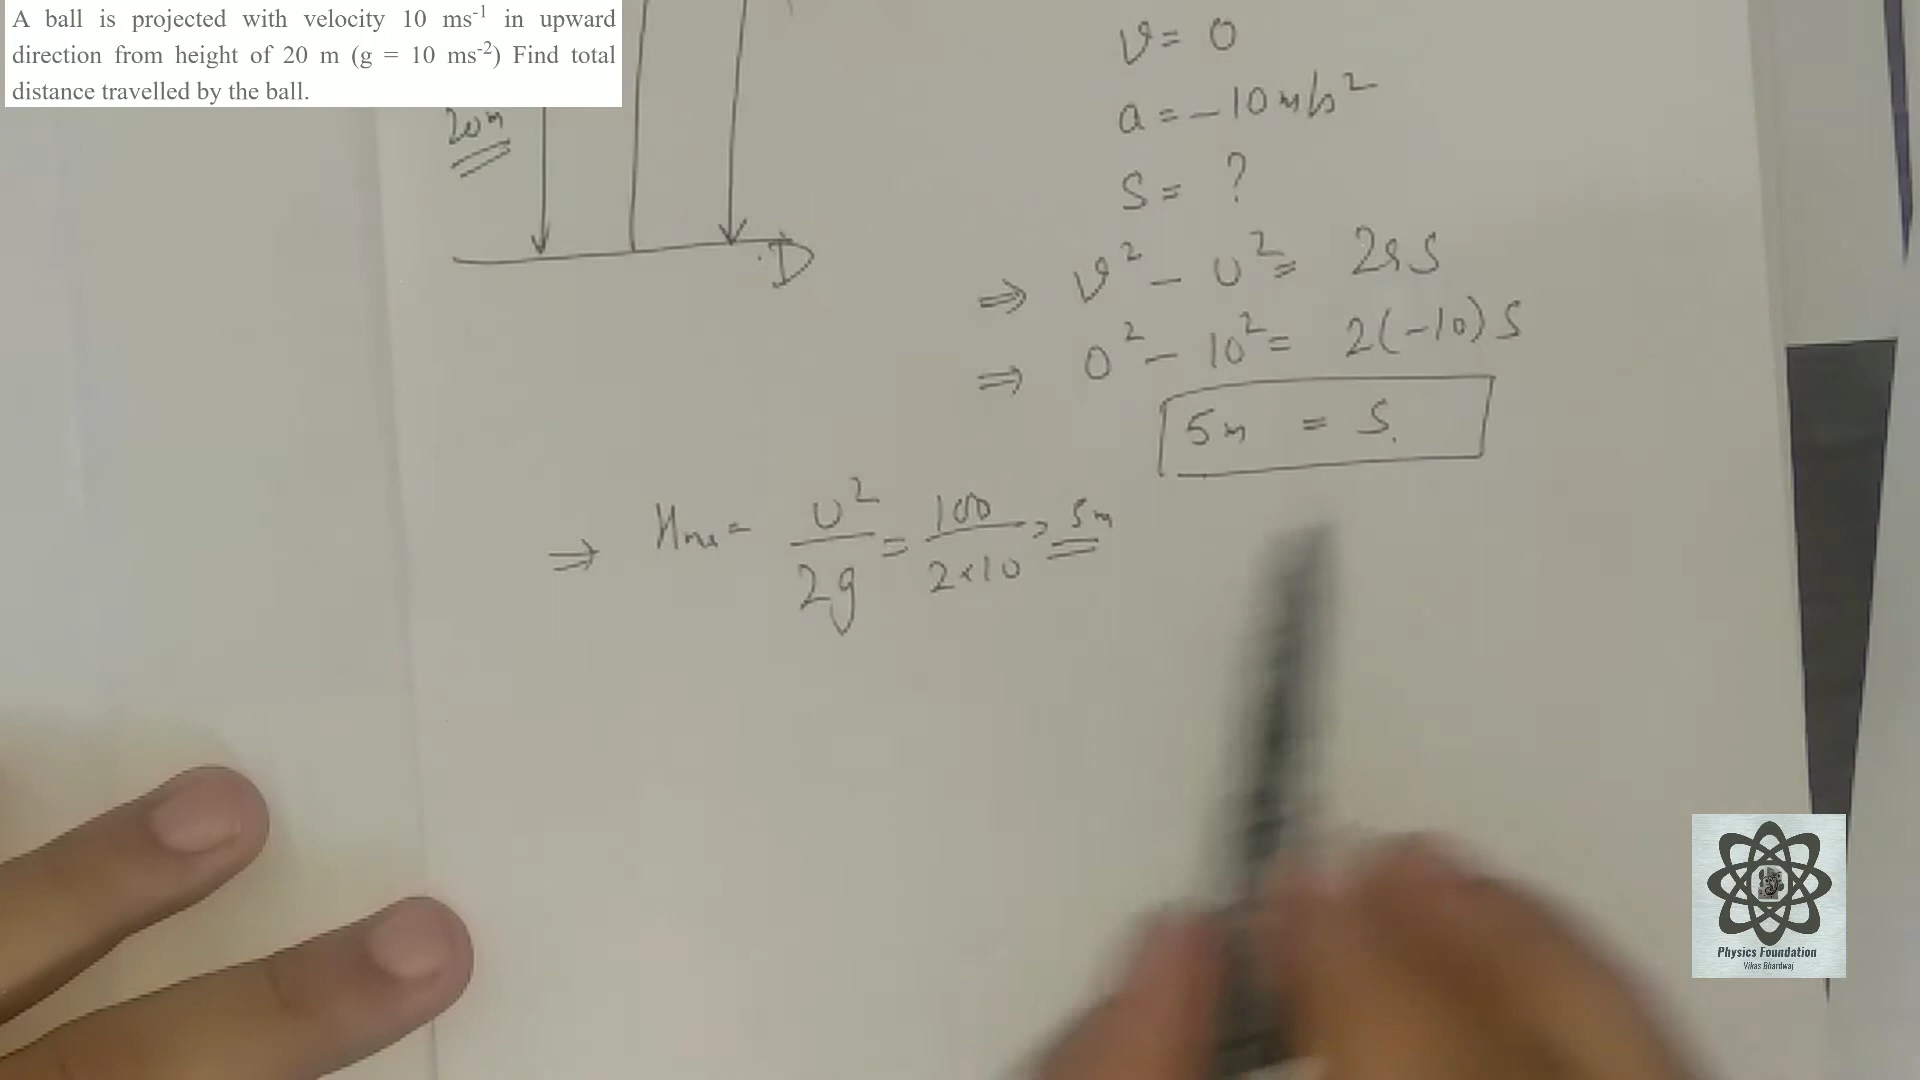 A ball is projected with velocity 10 ms⁻¹ in upward
direction from height of 20 m (g = 10 ms⁻²) Find total
distance travelled by the ball.
20m
D
v = 0
a = -10 m/s²
S = ?
⇒ v² - u² = 2aS
⇒ 0² - 10² = 2(-10) S
5m = S.
⇒ Hmax = u²/2g = 100/2×10 = 5m
Physics Foundation
Vikas Bhardwaj